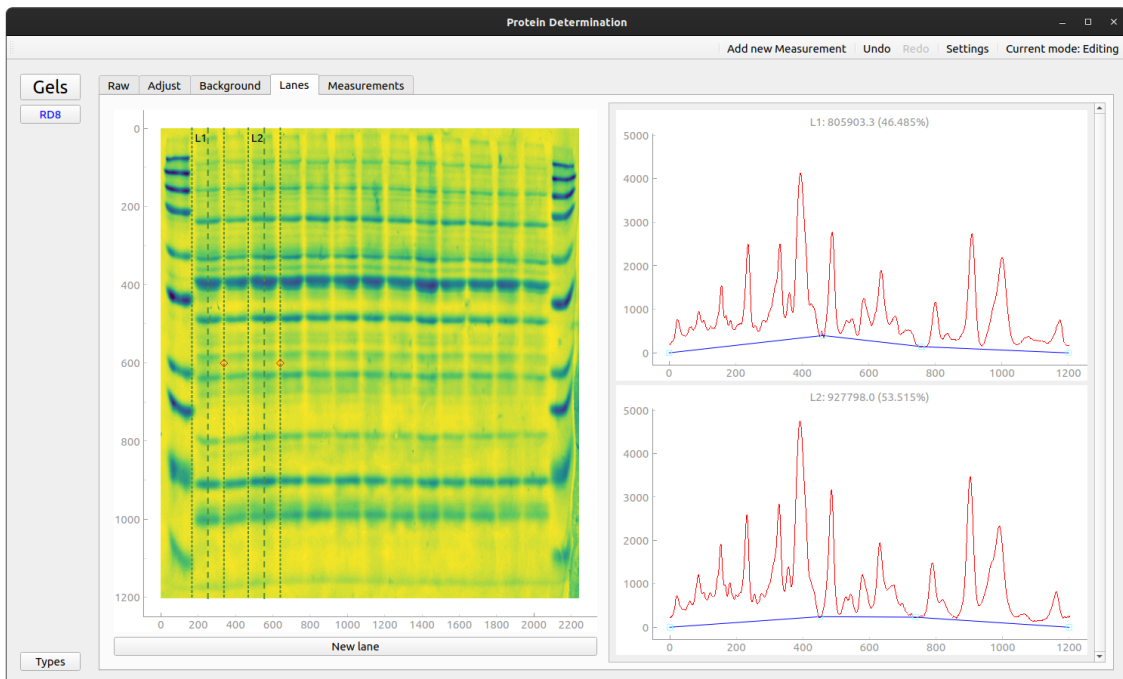 Protein Determination
Add new Measurement Undo Redo Settings Current mode: Editing
Gels
RD8
Types
Raw Adjust Background Lanes Measurements
L1 L2
0
200
400
600
800
1000
1200
0 200 400 600 800 1000 1200 1400 1600 1800 2000 2200
New lane
L1: 805903.3 (46.485%)
5000
4000
3000
2000
1000
0
0 200 400 600 800 1000 1200
L2: 927798.0 (53.515%)
5000
4000
3000
2000
1000
0
0 200 400 600 800 1000 1200